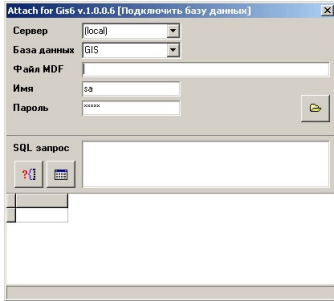 Attach for Gis6 v.1.0.0.6 [Подключить базу данных]
Сервер (local)
База данных GIS
Файл MDF
Имя sa
Пароль xxxxx
SQL запрос
?{}